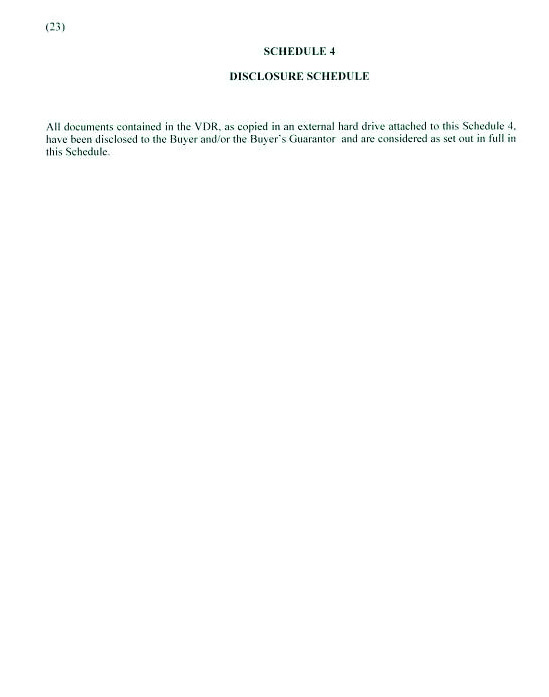 (23)
SCHEDULE 4
DISCLOSURE SCHEDULE
All documents contained in the VDR, as copied in an external hard drive attached to this Schedule 4,
have been disclosed to the Buyer and/or the Buyer's Guarantor and are considered as set out in full in
this Schedule.